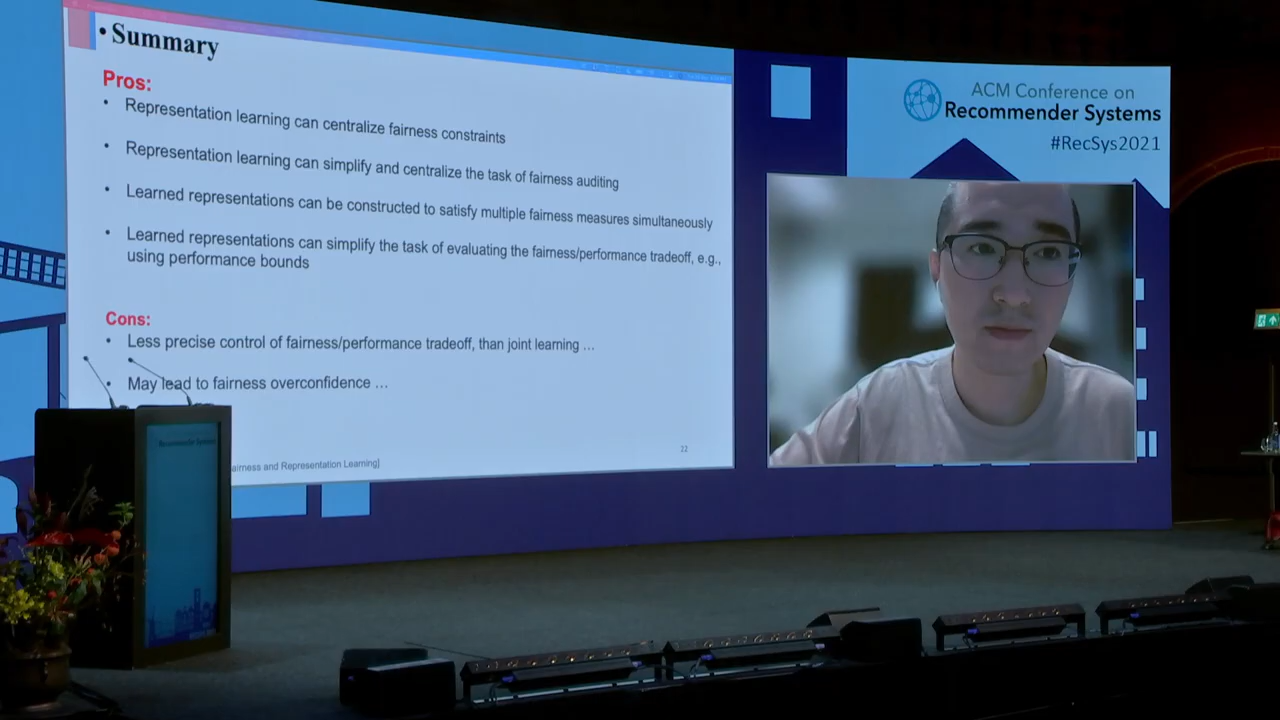 • Summary
Pros:
• Representation learning can centralize fairness constraints
• Representation learning can simplify and centralize the task of fairness auditing
• Learned representations can be constructed to satisfy multiple fairness measures simultaneously
• Learned representations can simplify the task of evaluating the fairness/performance tradeoff, e.g.,
using performance bounds
Cons:
• Less precise control of fairness/performance tradeoff, than joint learning ...
• May lead to fairness overconfidence ...
22
airness and Representation Learning]
ACM Conference on
Recommender Systems
#RecSys2021
Recommender Systems